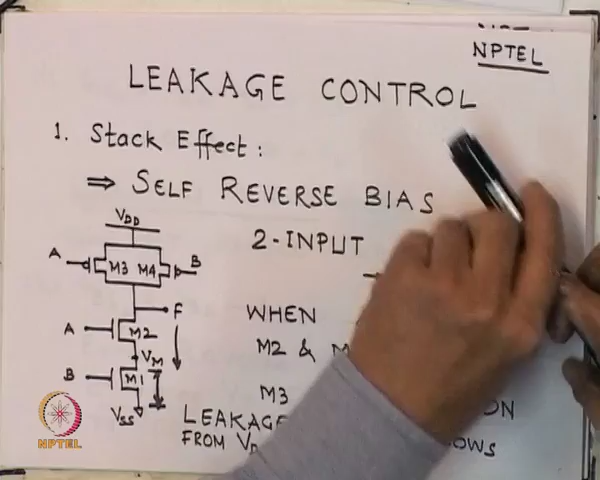 NPTEL
LEAKAGE CONTROL
1. Stack Effect :
⇒ SELF REVERSE BIAS
VDD
2-INPUT
A M3 M4 B
F
WHEN
A M2
M2 &
VM
B M1
M3
ON
VSS
LEAKAGE
FROM
NPTEL